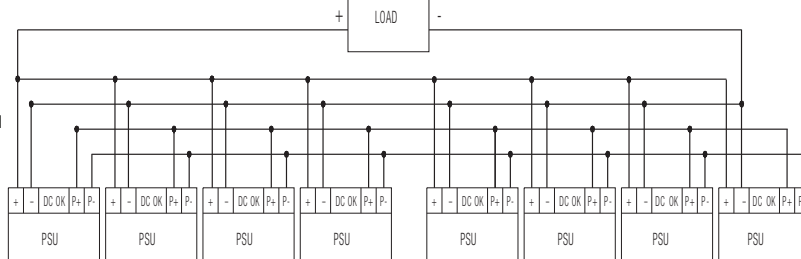 + LOAD -
+ - DC OK P+ P- + - DC OK P+ P- + - DC OK P+ P- + - DC OK P+ P- + - DC OK P+ P- + - DC OK P+ P- + - DC OK P+ P- + - DC OK P+
PSU PSU PSU PSU PSU PSU PSU PSU